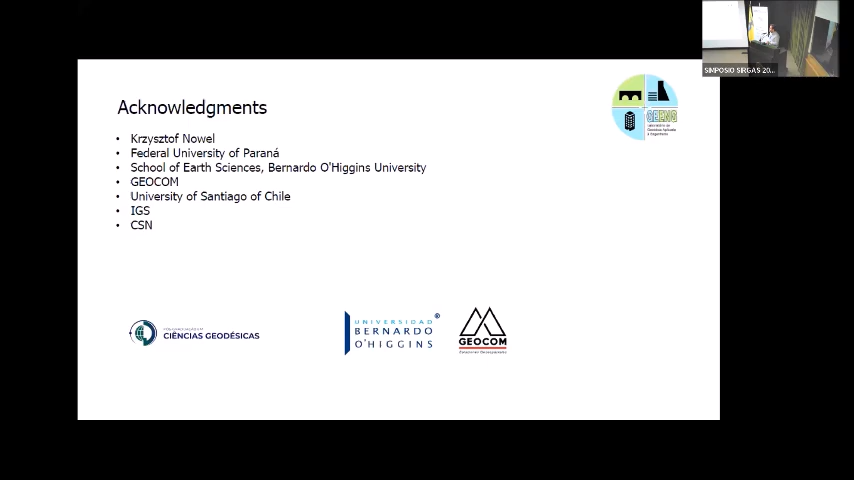 SIMPOSIO SIRGAS 20...
Acknowledgments
• Krzysztof Nowel
• Federal University of Paraná
• School of Earth Sciences, Bernardo O'Higgins University
• GEOCOM
• University of Santiago of Chile
• IGS
• CSN
GEENG
CIÊNCIAS GEODÉSICAS
UNIVERSIDAD
BERNARDO
O'HIGGINS
GEOCOM